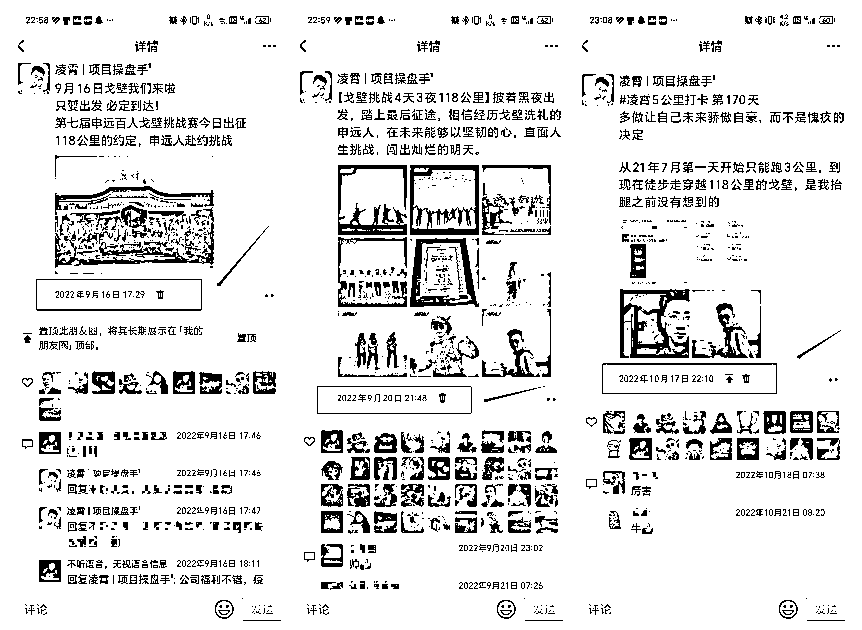 22:58
详情
凌霄 | 项目操盘手
9月16日戈壁我们来啦
只要出发 必定到达!
第七届申远百人戈壁挑战赛今日出征
118公里的约定,申远人赴约挑战
2022年9月16日 17:29
置顶此朋友圈,将其长期展示在「我的
朋友圈」顶部。
置顶
2022年9月16日 17:46
凌霄 | 项目操盘手
2022年9月16日 17:46
回复
凌霄 | 项目操盘手
2022年9月16日 17:47
回复
不听语音,无视语音信息
2022年9月16日 18:11
回复凌霄 | 项目操盘手: 公司福利不错,疫
评论
发送
22:59
详情
凌霄 | 项目操盘手
【戈壁挑战4天3夜118公里】披着黑夜出
发,踏上最后征途,相信经历戈壁洗礼的
申远人,在未来能够以坚韧的心,直面人
生挑战,闯出灿烂的明天。
2022年9月20日 21:48
2022年9月20日 23:02
2022年9月21日 07:26
评论
发送
23:08
详情
凌霄 | 项目操盘手
#凌霄5公里打卡 第170天
多做让自己未来骄傲自豪,而不是愧疚的
决定
从21年7月第一天开始只能跑3公里,到
现在徒步走穿越118公里的戈壁,是我抬
腿之前没有想到的
2022年10月17日 22:10
2022年10月18日 07:38
厉害
2022年10月21日 08:20
牛
评论
发送